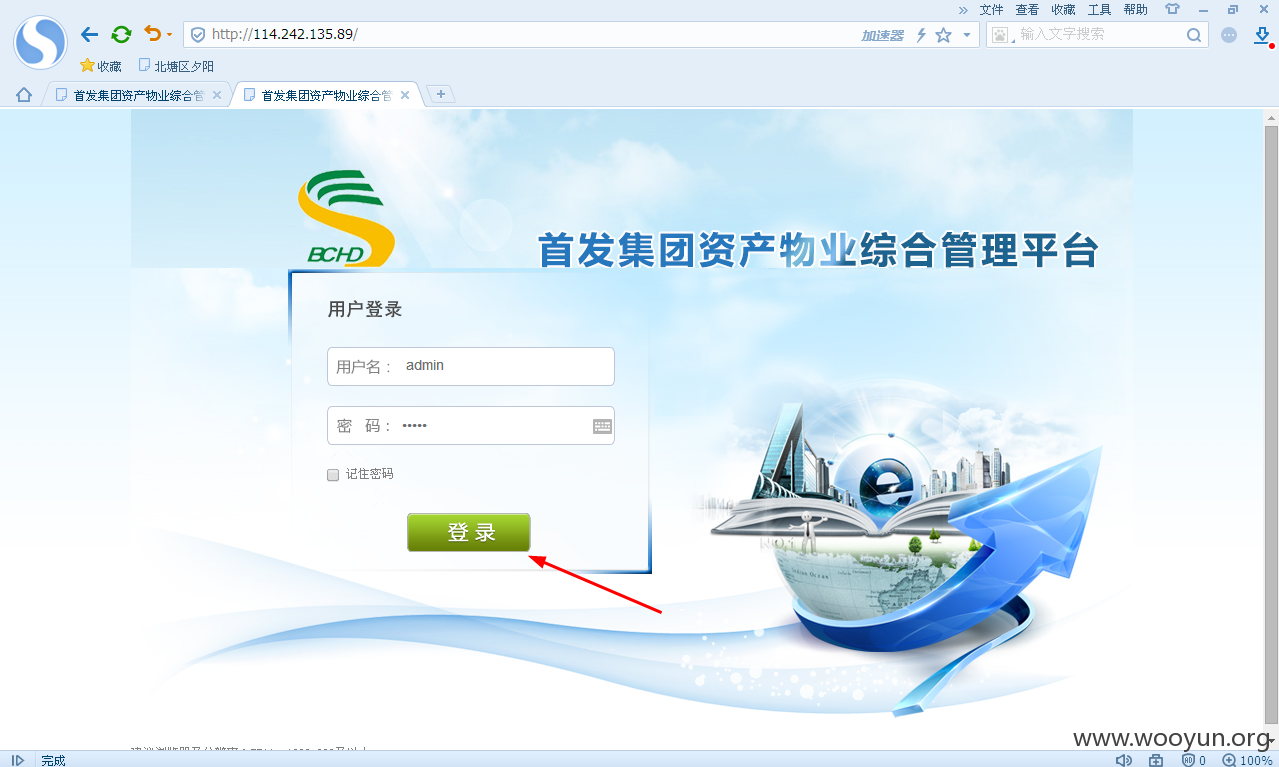 文件 查看 收藏 工具 帮助
http://114.242.135.89/
加速器
输入文字搜索
收藏 北塘区夕阳
首发集团资产物业综合管
首发集团资产物业综合管
BCHD
首发集团资产物业综合管理平台
用户登录
用户名： admin
密 码： •••••
记住密码
登 录
e
Indian Ocean
www.wooyun.org
完成
0
100%